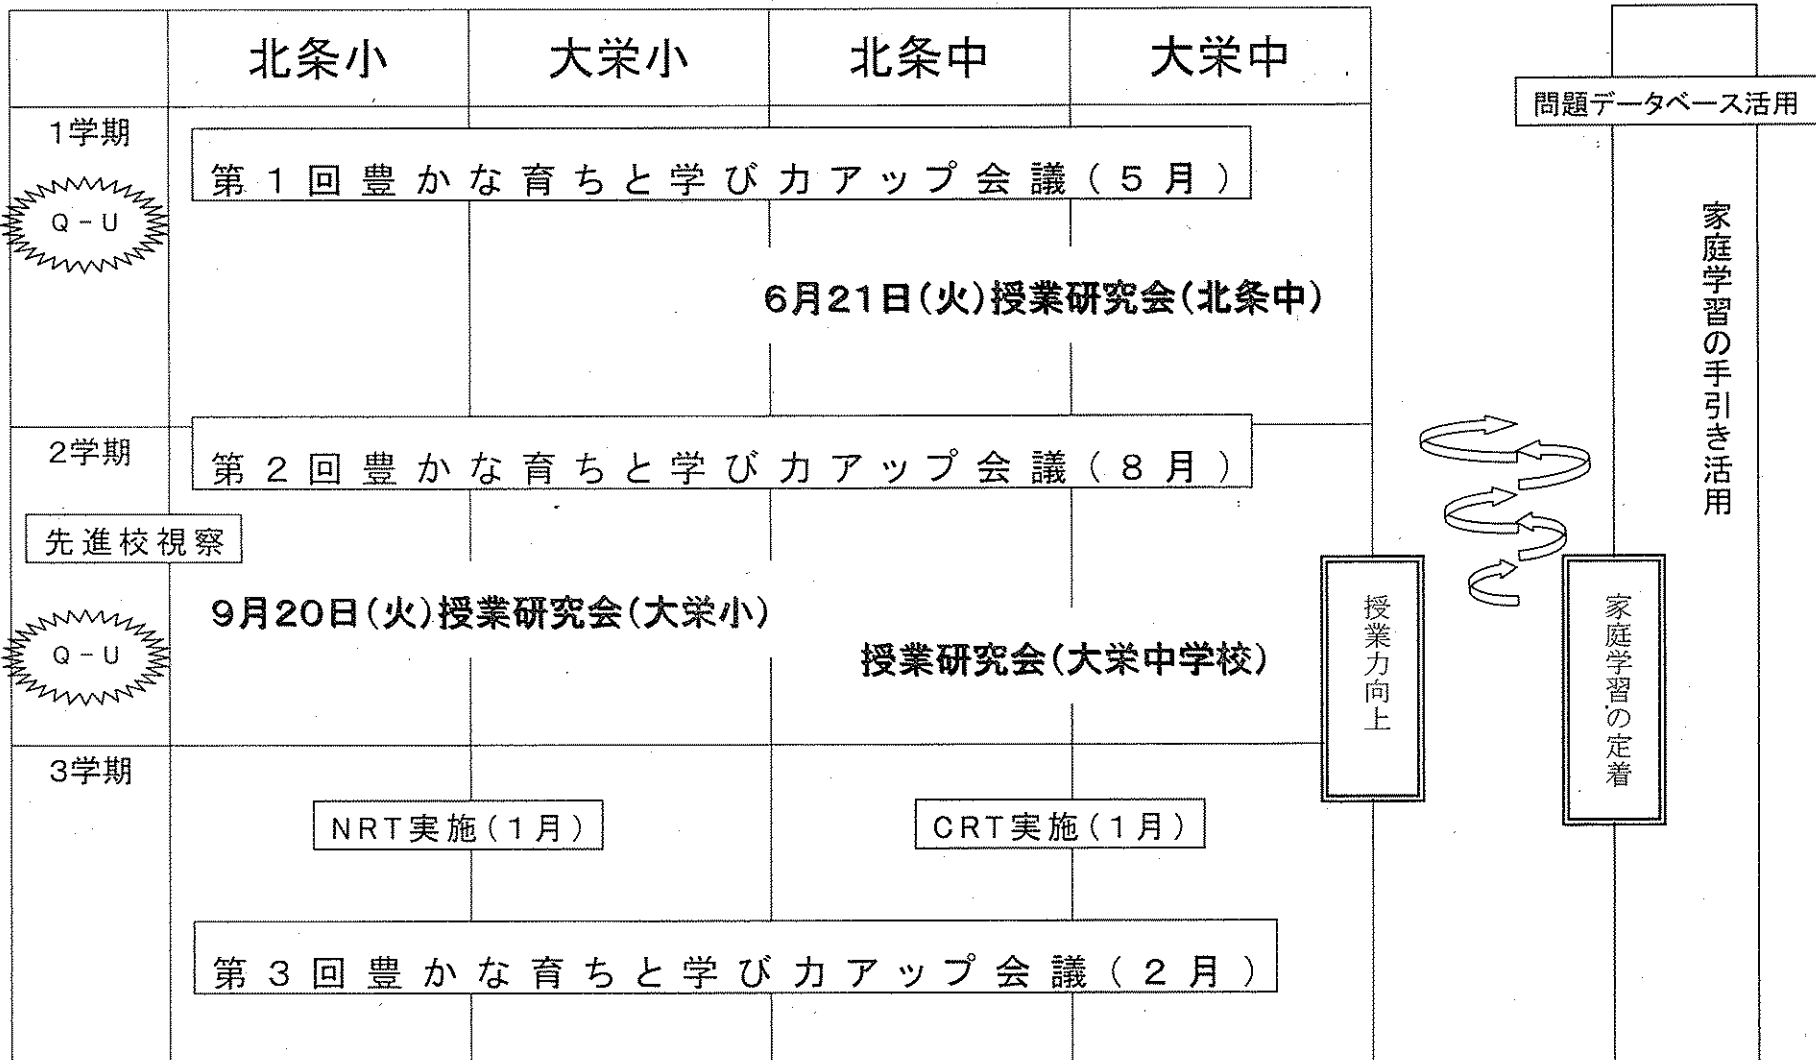 北条小 大栄小 北条中 大栄中
問題データベース活用
1学期
第1回豊かな育ちと学び力アップ会議(5月)
Q-U
家庭学習の手引き活用
6月21日(火)授業研究会(北条中)
2学期
第2回豊かな育ちと学び力アップ会議(8月)
先進校視察
9月20日(火)授業研究会(大栄小)
Q-U
授業研究会(大栄中学校)
授業力向上
家庭学習の定着
3学期
NRT実施(1月) CRT実施(1月)
第3回豊かな育ちと学び力アップ会議(2月)